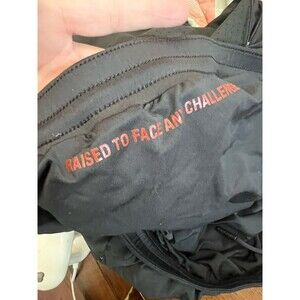 RAISED TO FACE ANY CHALLENGE